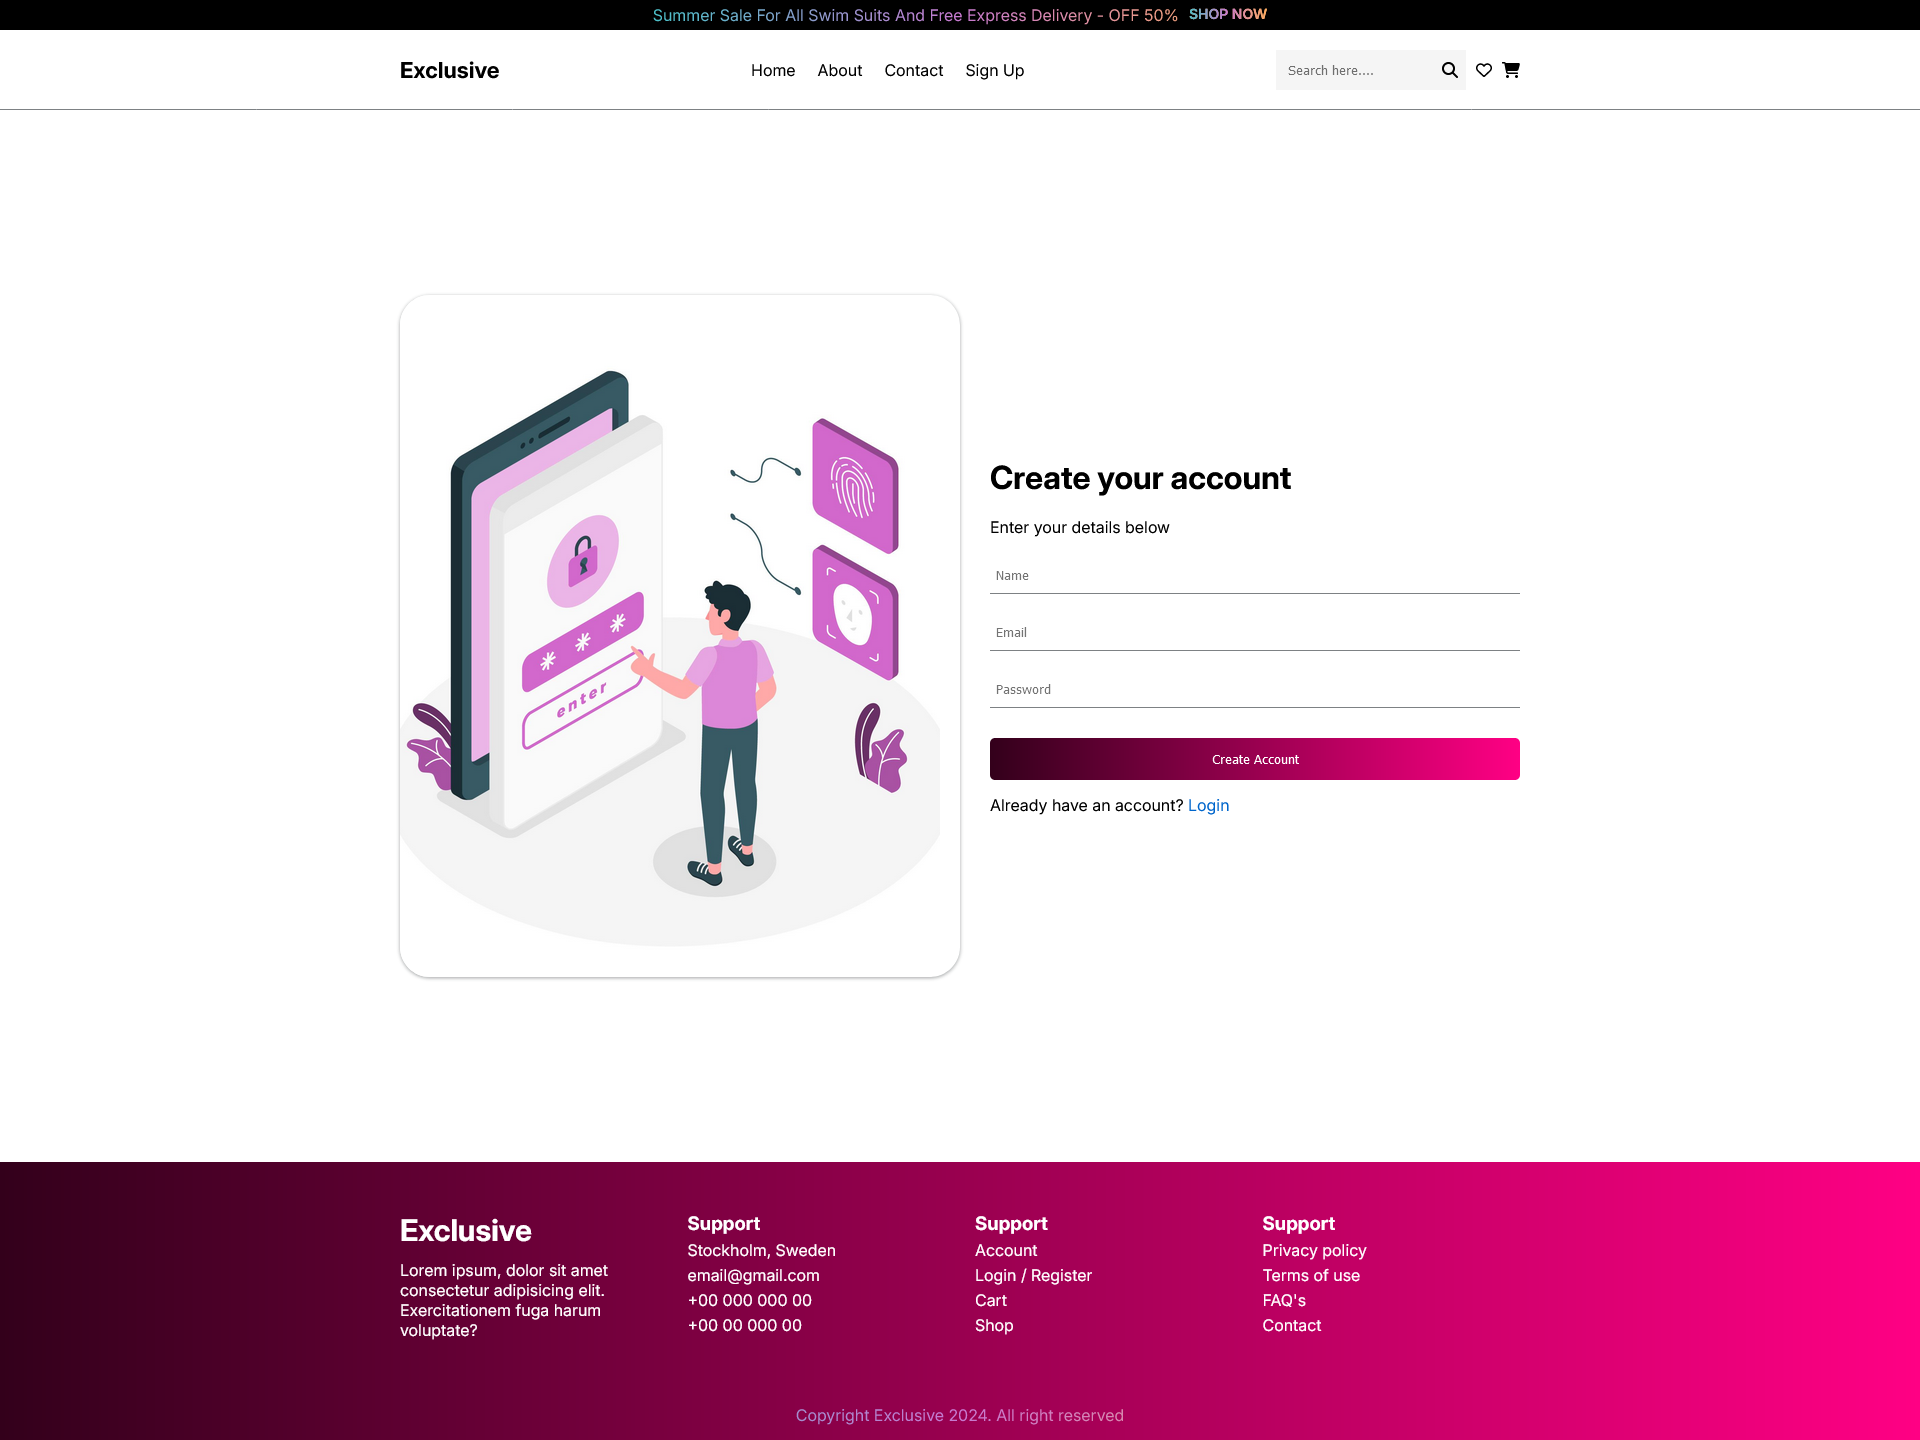 Summer Sale For All Swim Suits And Free Express Delivery - OFF 50% SHOP NOW
Exclusive
Home About Contact Sign Up
Search here....
enter
Create your account
Enter your details below
Name
Email
Password
Create Account
Already have an account? Login
Exclusive
Lorem ipsum, dolor sit amet
consectetur adipisicing elit.
Exercitationem fuga harum
voluptate?
Support
Stockholm, Sweden
email@gmail.com
+00 000 000 00
+00 00 000 00
Support
Account
Login / Register
Cart
Shop
Support
Privacy policy
Terms of use
FAQ's
Contact
Copyright Exclusive 2024. All right reserved